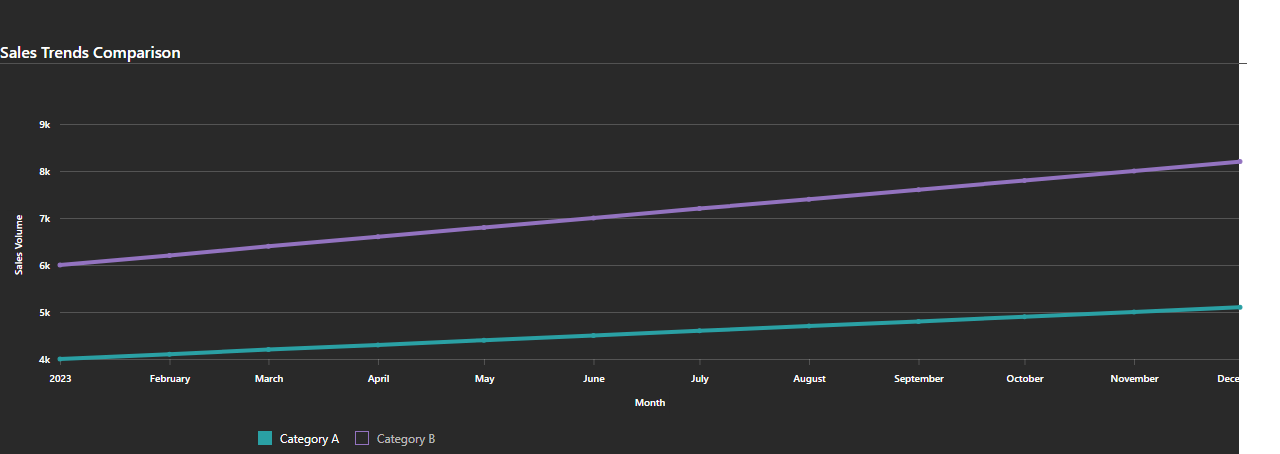 Sales Trends Comparison
9k
8k
7k
6k
5k
4k
Sales Volume
2023 February March April May June July August September October November Dece
Month
Category A Category B